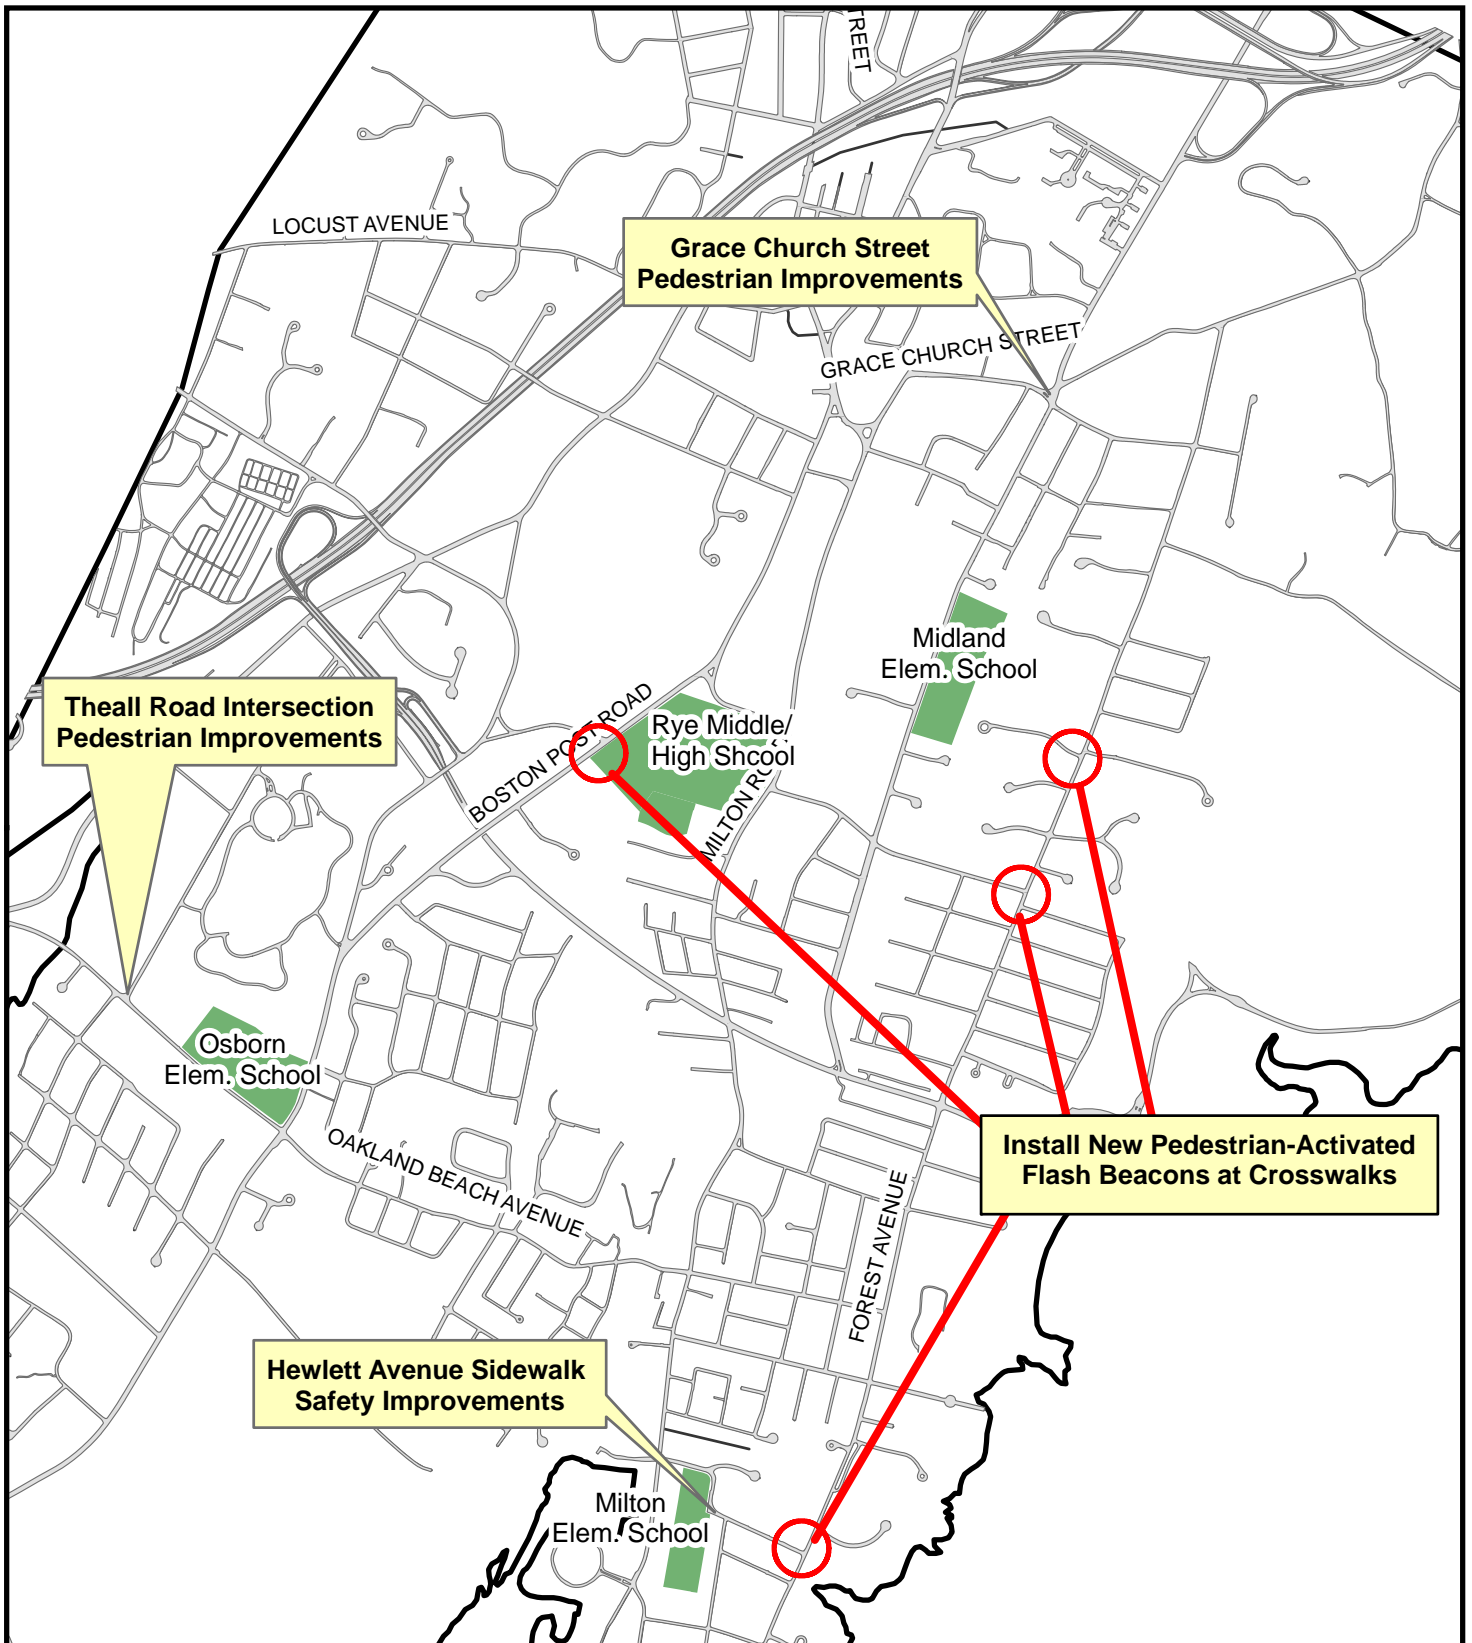 TREET
LOCUST AVENUE
Grace Church Street
Pedestrian Improvements
GRACE CHURCH STREET
Midland
Elem. School
Theall Road Intersection
Pedestrian Improvements
BOSTON POST ROAD
Rye Middle/
High Shcool
MILTON RO
Osborn
Elem. School
OAKLAND BEACH AVENUE
Install New Pedestrian-Activated
Flash Beacons at Crosswalks
FOREST AVENUE
Hewlett Avenue Sidewalk
Safety Improvements
Milton
Elem. School